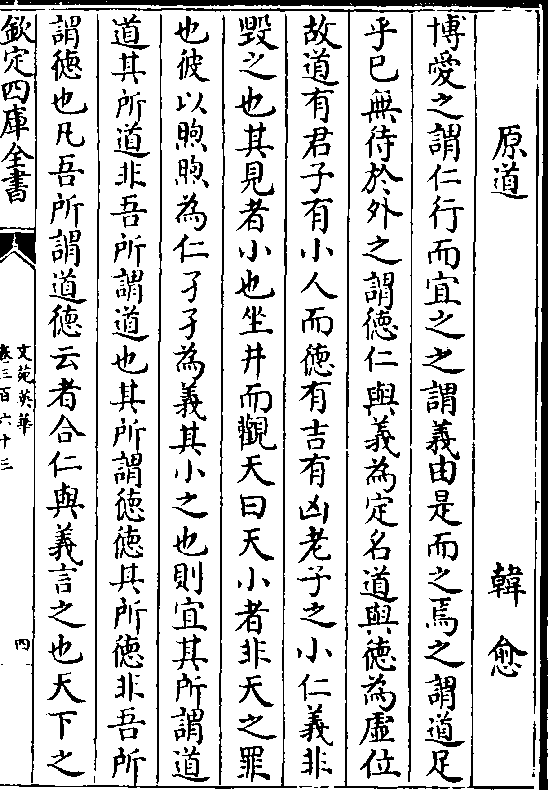 原道　韓愈
博愛之謂仁行而宜之之謂義由是而之焉之謂道足
乎已無待於外之謂德仁與義為定名道與德為虛位
故道有君子有小人而德有吉有凶老子之小仁義非
毀之也其見者小也坐井而觀天曰天小者非天之罪
也彼以煦煦為仁孑孑為義其小之也則宜其所謂道
道其所道非吾所謂道也其所謂德德其所德非吾所
謂德也凡吾所謂道德云者合仁與義言之也天下之
欽定四庫全書
文苑英華
卷三百六十三
四